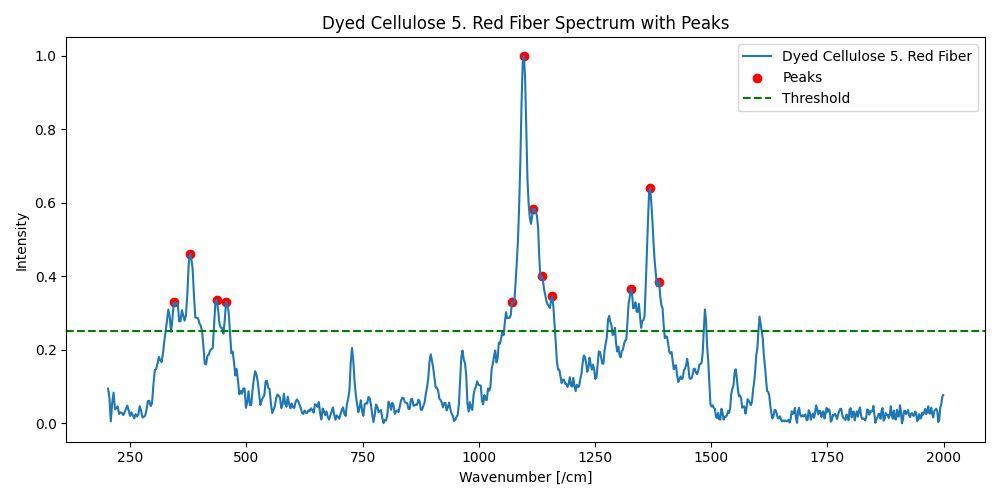 Dyed Cellulose 5. Red Fiber Spectrum with Peaks
Dyed Cellulose 5. Red Fiber
Peaks
Threshold
Intensity
1.0
0.8
0.6
0.4
0.2
0.0
250 500 750 1000 1250 1500 1750 2000
Wavenumber [/cm]